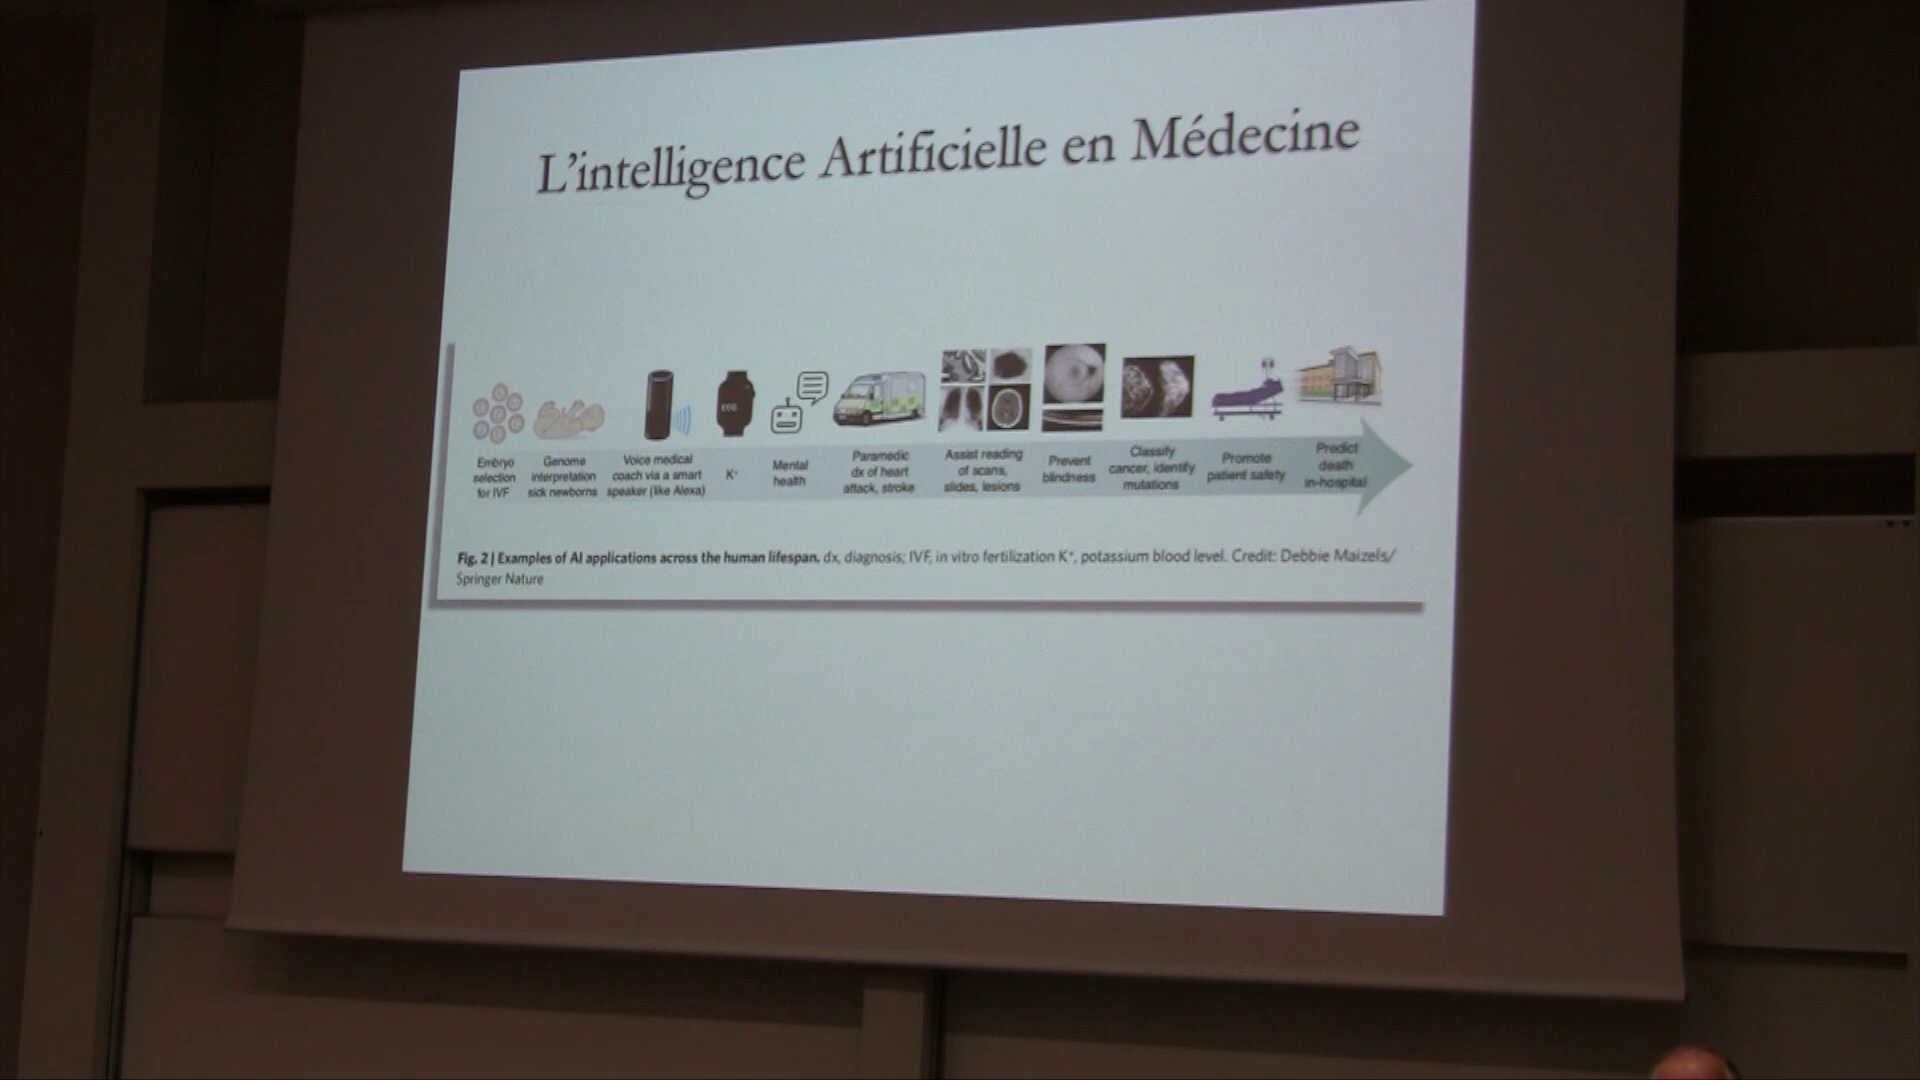 L'intelligence Artificielle en Médecine
ECG
Embryo
selection
for IVF
Genome
interpretation
sick newborns
Voice medical
coach via a smart
speaker (like Alexa)
K⁺
Mental
health
Paramedic
dx of heart
attack, stroke
Assist reading
of scans,
slides, lesions
Prevent
blindness
Classify
cancer, identify
mutations
Promote
patient safety
Predict
death
in-hospital
Fig. 2 | Examples of AI applications across the human lifespan. dx, diagnosis; IVF, in vitro fertilization K⁺, potassium blood level. Credit: Debbie Maizels/
Springer Nature